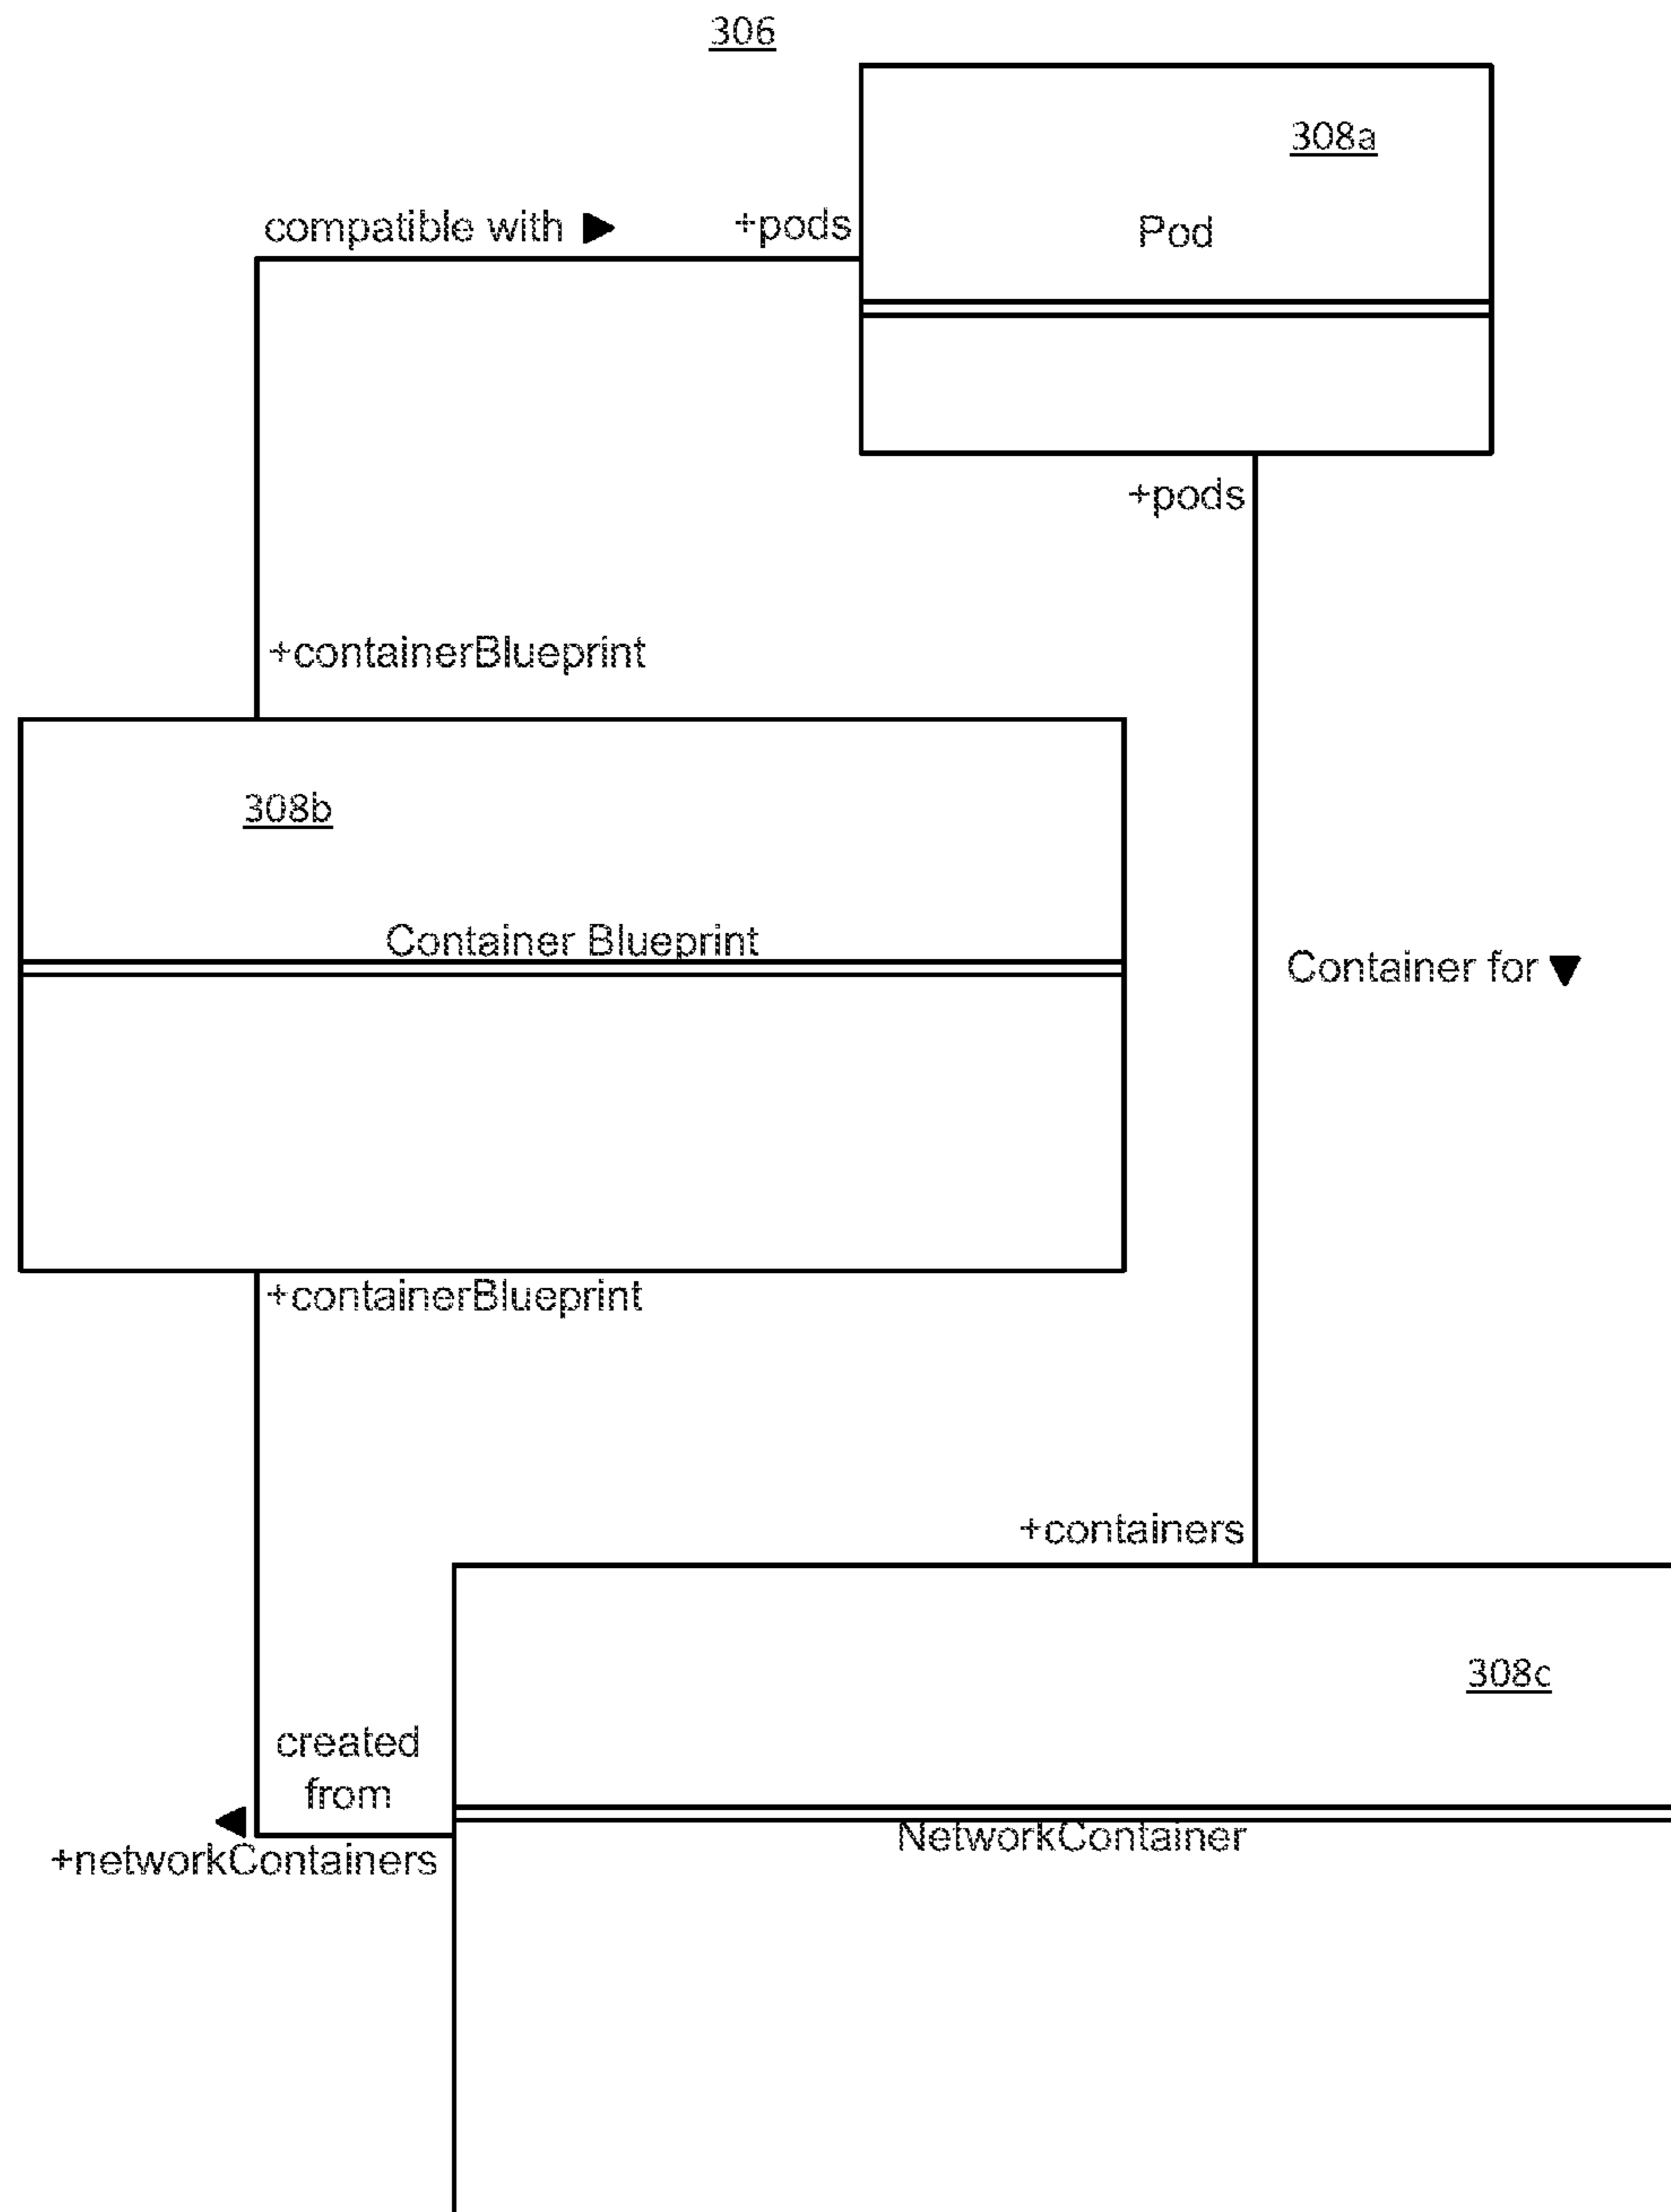 306
308a
compatible with ▶ +pods
Pod
+pods
+containerBlueprint
308b
Container Blueprint
Container for ▼
+containerBlueprint
+containers
308c
created
from
◀
NetworkContainer
+networkContainers